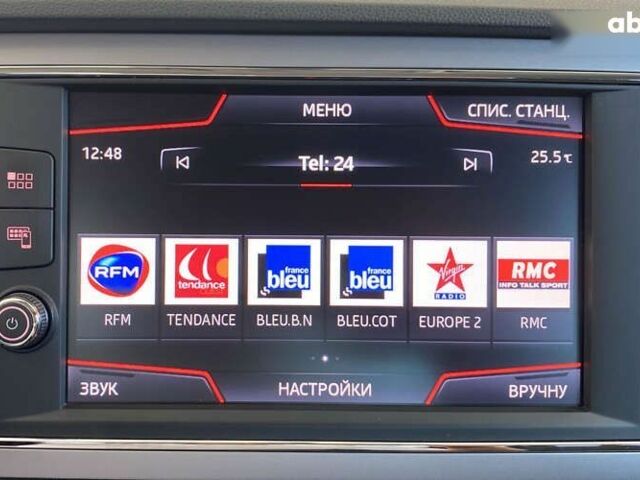 ab
МЕНЮ
СПИС. СТАНЦ.
12:48
Tel: 24
25.5°C
RFM
tendance
france
bleu
france
bleu
Virgin
RADIO
RMC
INFO TALK SPORT
RFM
TENDANCE
BLEU.B.N
BLEU.COT
EUROPE 2
RMC
ЗВУК
НАСТРОЙКИ
ВРУЧНУ